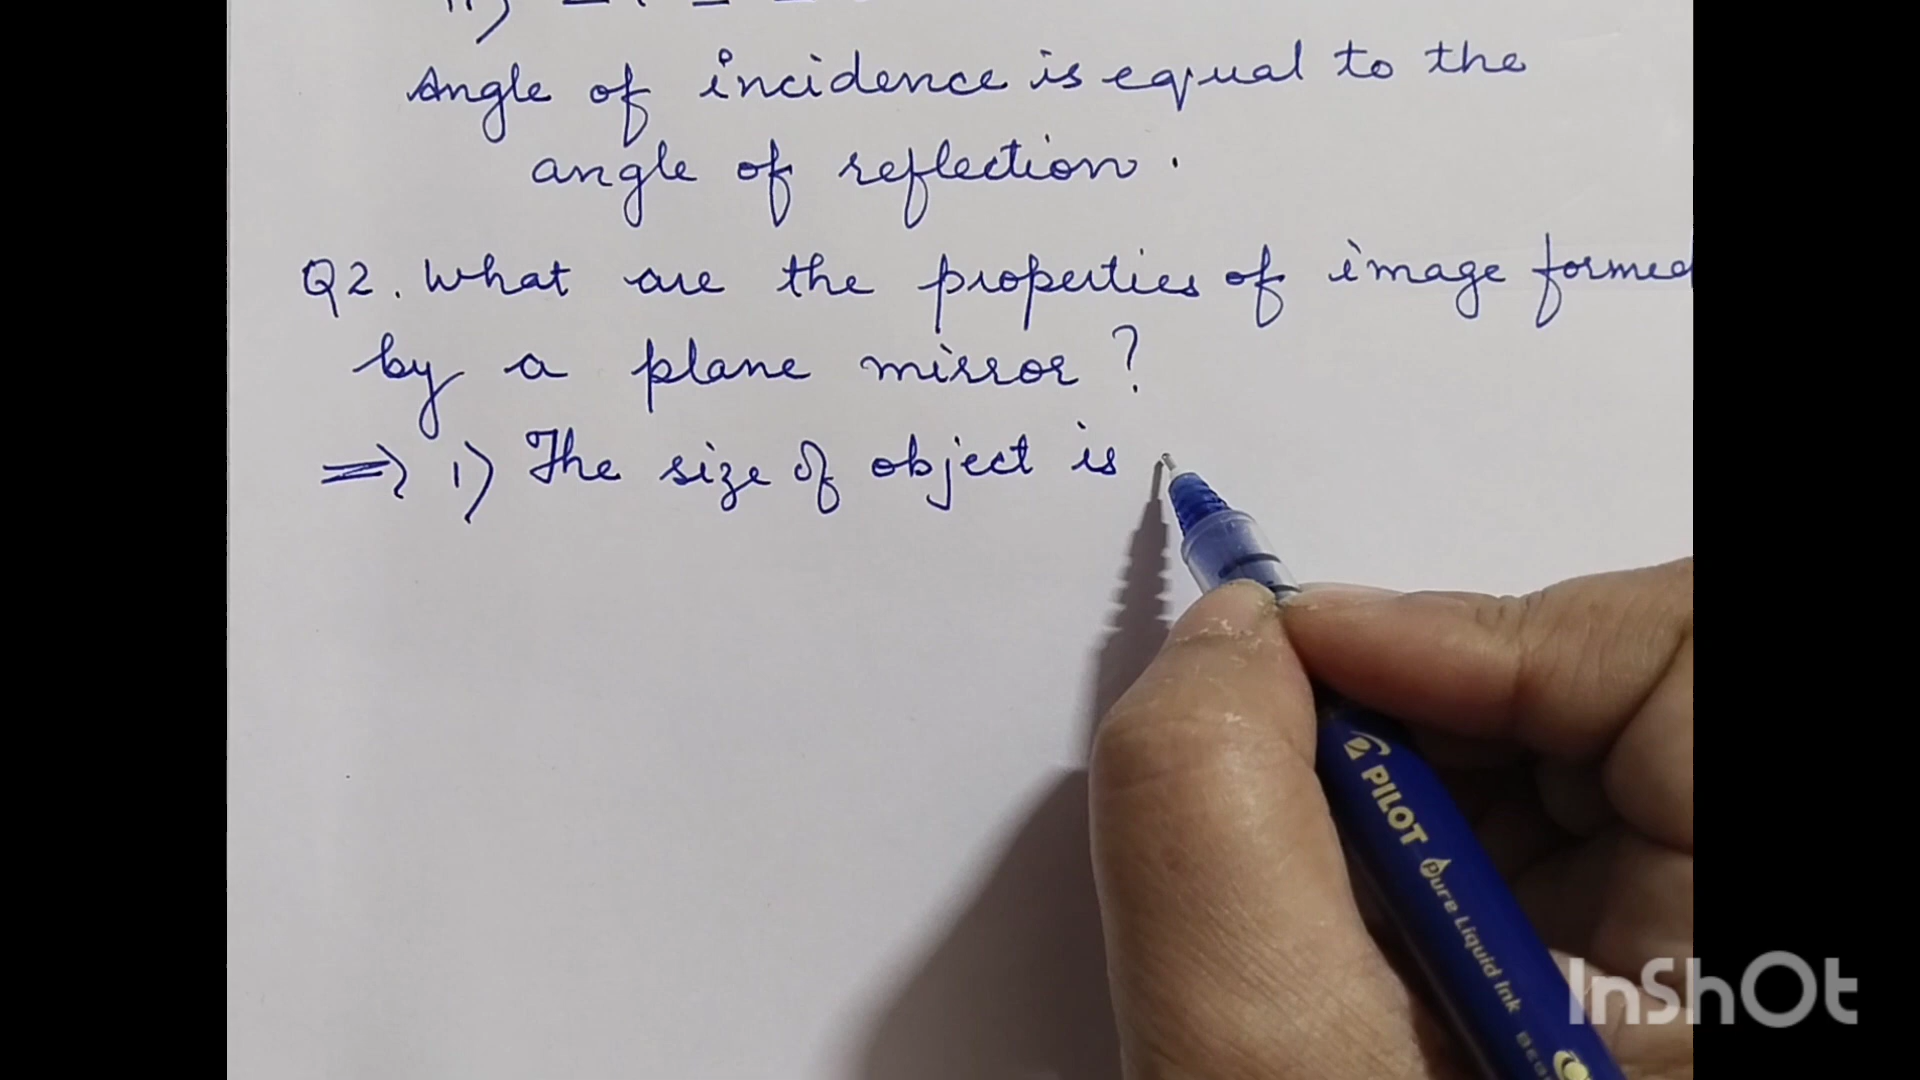 Angle of incidence is equal to the
angle of reflection.
Q2. What are the properties of image formed
by a plane mirror?
=> 1) The size of object is
PILOT
Pure Liquid Ink
InShOt